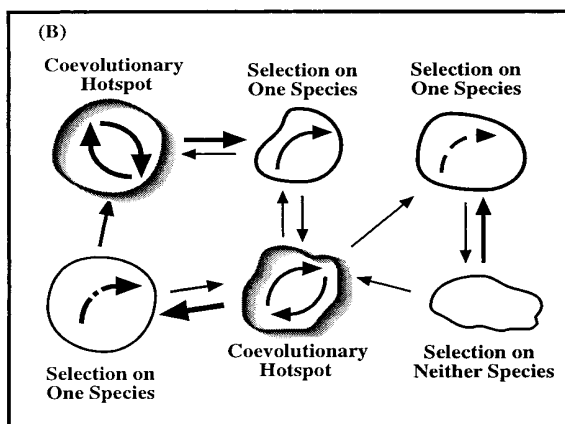 (B)
Coevolutionary
Hotspot
Selection on
One Species
Selection on
One Species
Selection on
One Species
Coevolutionary
Hotspot
Selection on
Neither Species